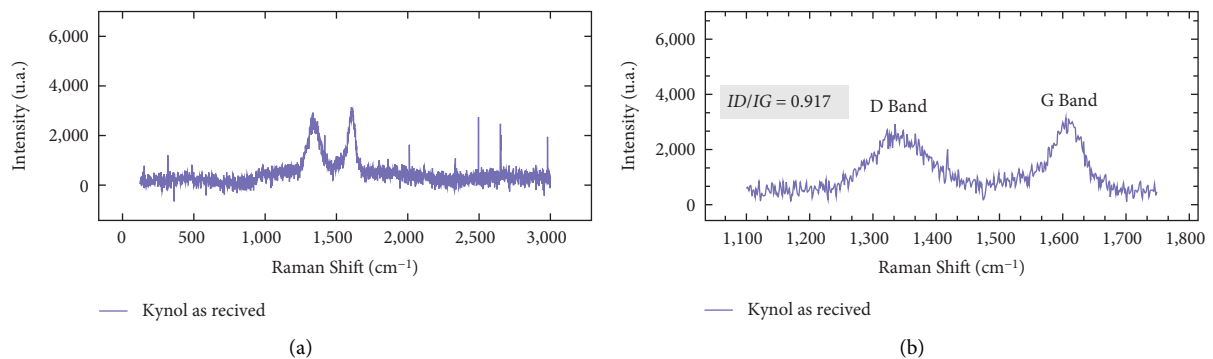 6,000
4,000
2,000
0
Intensity (u.a.)
0 500 1,000 1,500 2,000 2,500 3,000
Raman Shift (cm⁻¹)
Kynol as recived
(a)
6,000
4,000
2,000
0
Intensity (u.a.)
ID/IG = 0.917
D Band
G Band
1,100 1,200 1,300 1,400 1,500 1,600 1,700 1,800
Raman Shift (cm⁻¹)
Kynol as recived
(b)